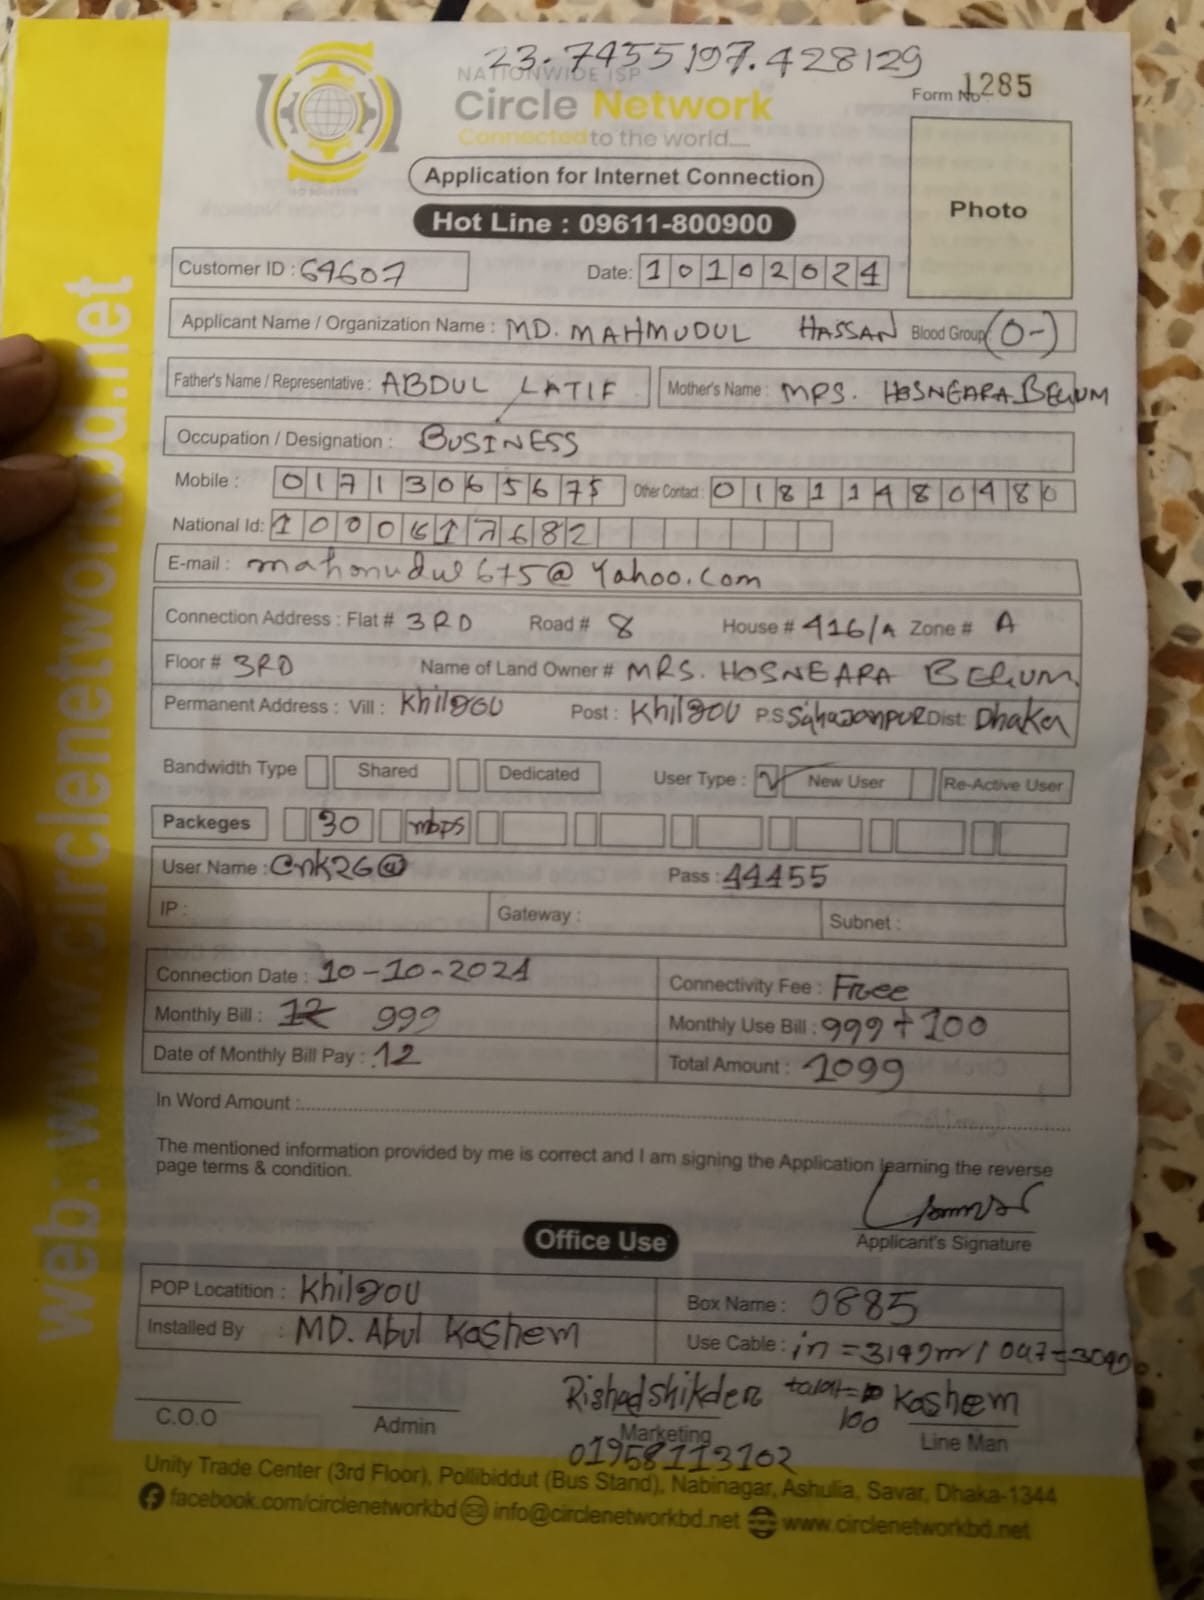 23.7455197.428129
NATIONWIDE ISP
Circle Network
Connected to the world....
Form No 1285
Application for Internet Connection
Photo
Hot Line : 09611-800900
Customer ID : 69607 Date: 10102024
Applicant Name / Organization Name : MD. MAHMUDUL HASSAN Blood Group (O-)
Father's Name / Representative : ABDUL LATIF Mother's Name : MRS. HOSNEARA BEGUM
Occupation / Designation : BUSINESS
Mobile : 01713065675 Other Contact : 01811480480
National Id: 1000617682
E-mail : mahmudul675@Yahoo.com
Connection Address : Flat # 3RD Road # 8 House # 416/A Zone # A
Floor # 3RD Name of Land Owner # MRS. HOSNEARA BEGUM
Permanent Address : Vill : Khilgou Post : Khilgou P.S Dist: Dhaka
Bandwidth Type Shared Dedicated User Type : New User Re-Active User
Packeges 30 mbps
User Name : Cnk26@ Pass : 44455
IP : Gateway : Subnet :
Connection Date : 10-10-2024 Connectivity Fee : Free
Monthly Bill : 12 999 Monthly Use Bill : 999+100
Date of Monthly Bill Pay : 12 Total Amount : 1099
In Word Amount :
The mentioned information provided by me is correct and I am signing the Application learning the reverse
page terms & condition.
Applicant's Signature
Office Use
POP Locatition : Khilgou Box Name : 0885
Installed By : MD. Abul Kashem Use Cable : in = 3142m /
Rishad Shikder 100 Kashem
C.O.O Admin Marketing Line Man
01958113102
Unity Trade Center (3rd Floor), Pollibiddut (Bus Stand), Nabinagar, Ashulia, Savar, Dhaka-1344
facebook.com/circlenetworkbd info@circlenetworkbd.net www.circlenetworkbd.net
web: www.circlenetworkbd.net